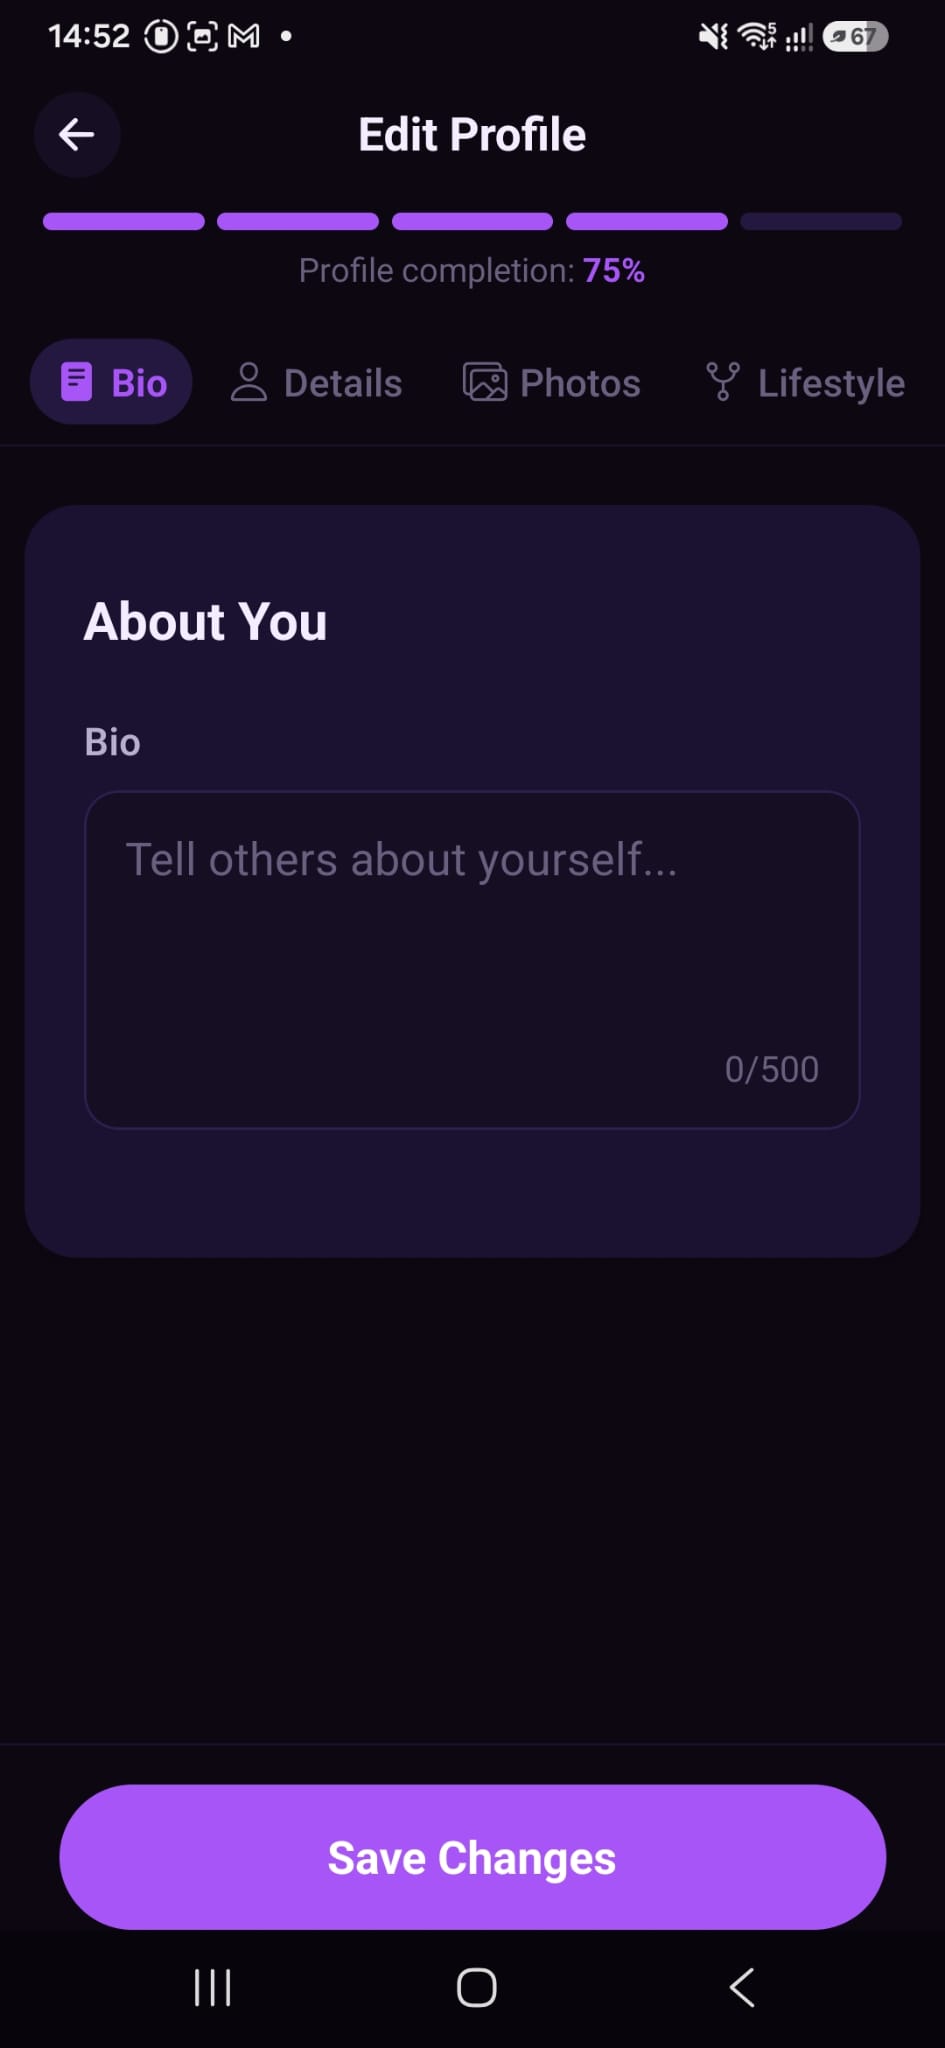 14:52
5
67
Edit Profile
Profile completion: 75%
Bio Details Photos Lifestyle
About You
Bio
Tell others about yourself...
0/500
Save Changes